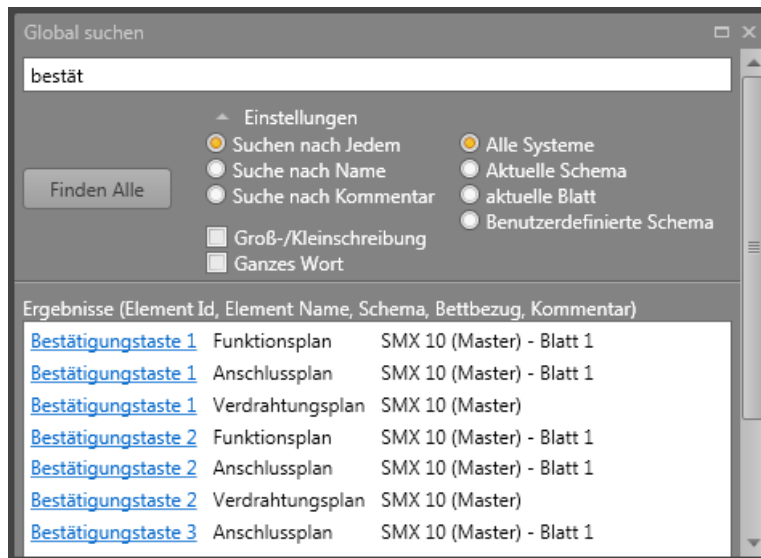 Global suchen
bestät
Einstellungen
Suchen nach Jedem
Alle Systeme
Suche nach Name
Aktuelle Schema
Finden Alle
Suche nach Kommentar
aktuelle Blatt
Benutzerdefinierte Schema
Groß-/Kleinschreibung
Ganzes Wort
Ergebnisse (Element Id, Element Name, Schema, Bettbezug, Kommentar)
Bestätigungstaste 1 Funktionsplan SMX 10 (Master) - Blatt 1
Bestätigungstaste 1 Anschlussplan SMX 10 (Master) - Blatt 1
Bestätigungstaste 1 Verdrahtungsplan SMX 10 (Master)
Bestätigungstaste 2 Funktionsplan SMX 10 (Master) - Blatt 1
Bestätigungstaste 2 Anschlussplan SMX 10 (Master) - Blatt 1
Bestätigungstaste 2 Verdrahtungsplan SMX 10 (Master)
Bestätigungstaste 3 Anschlussplan SMX 10 (Master) - Blatt 1